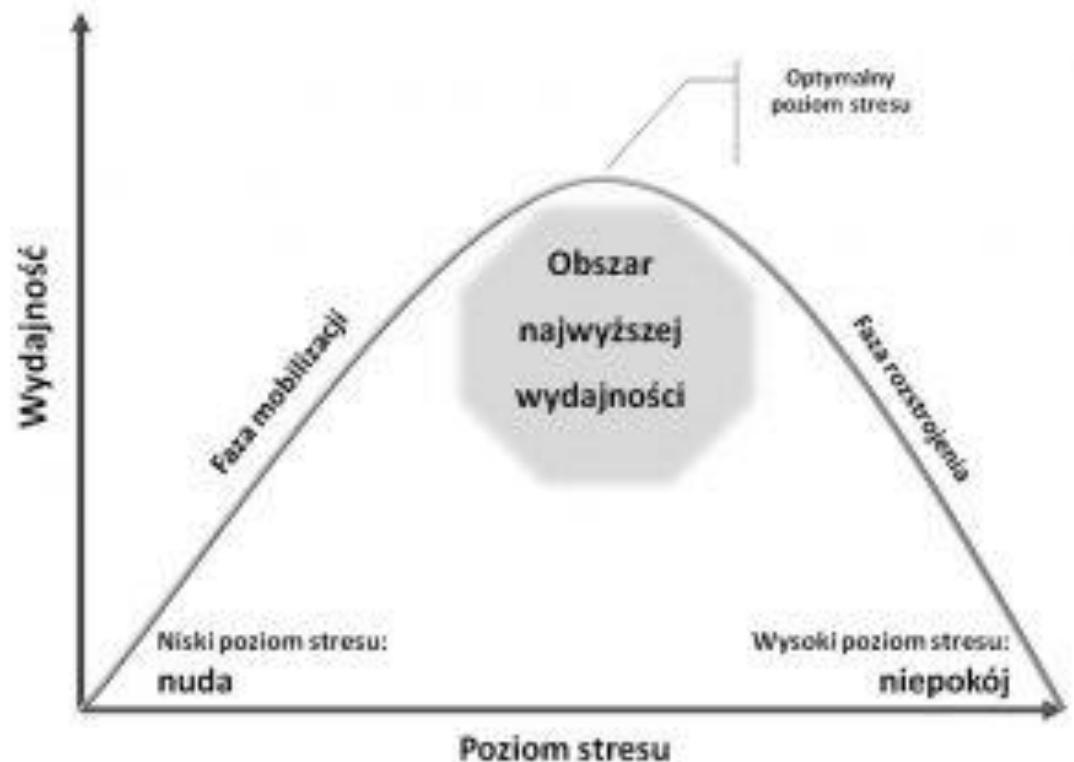 Optymalny
poziom stresu
Wydajność
Obszar
najwyższej
wydajności
Faza mobilizacji
Faza rozstrojenia
Niski poziom stresu:
nuda
Wysoki poziom stresu:
niepokój
Poziom stresu